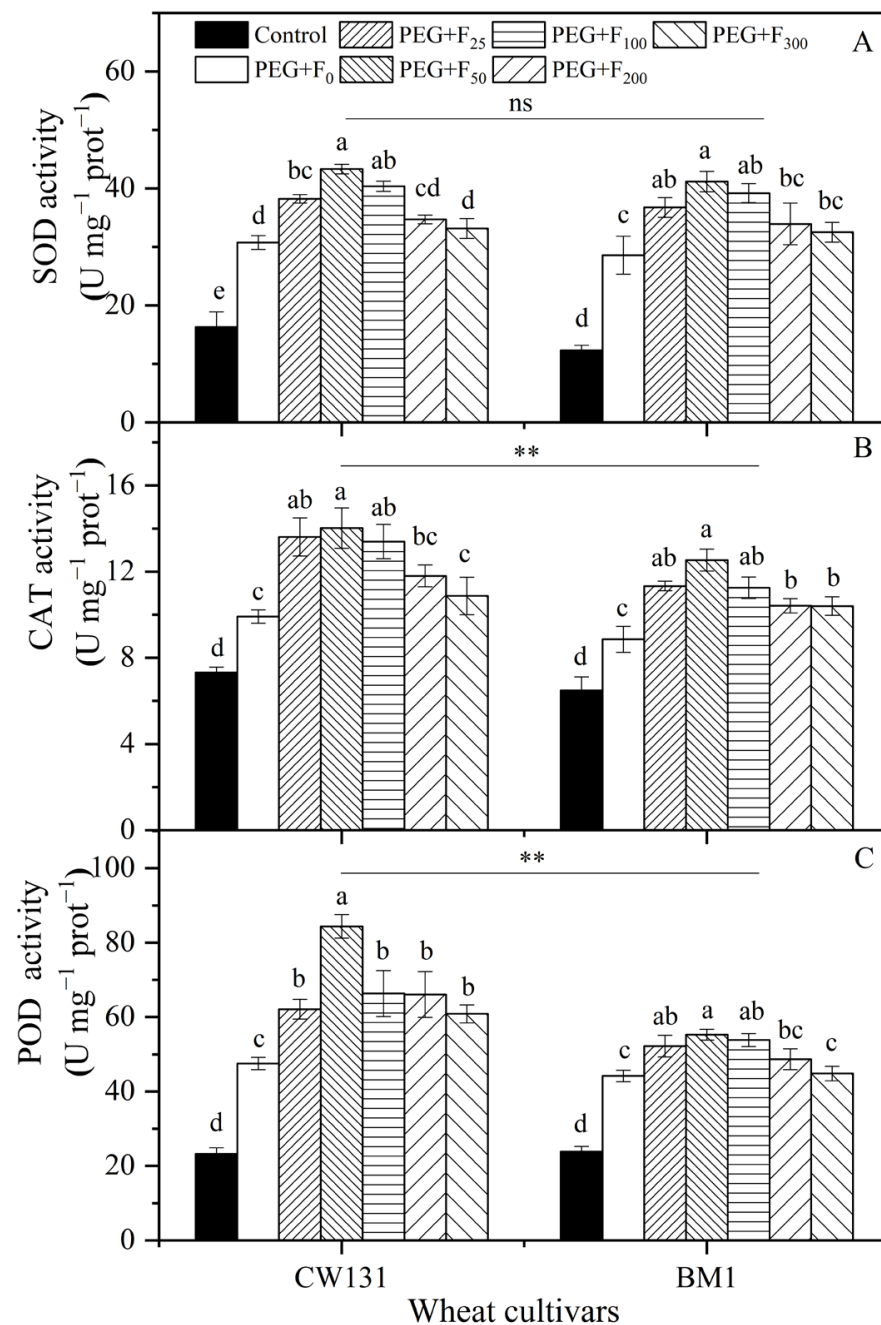 Control PEG+F25 PEG+F100 PEG+F300 A
PEG+F0 PEG+F50 PEG+F200
60
ns
a ab a ab
bc cd d ab bc bc
d c
e d
40
20
0
SOD activity
(U mg−1 prot−1)
B
**
ab a ab bc c
a ab ab b b
c c
d d
16
12
8
4
0
CAT activity
(U mg−1 prot−1)
C
**
a
b b b b
ab a ab bc c
c c
d d
100
80
60
40
20
0
POD activity
(U mg−1 prot−1)
CW131 BM1
Wheat cultivars